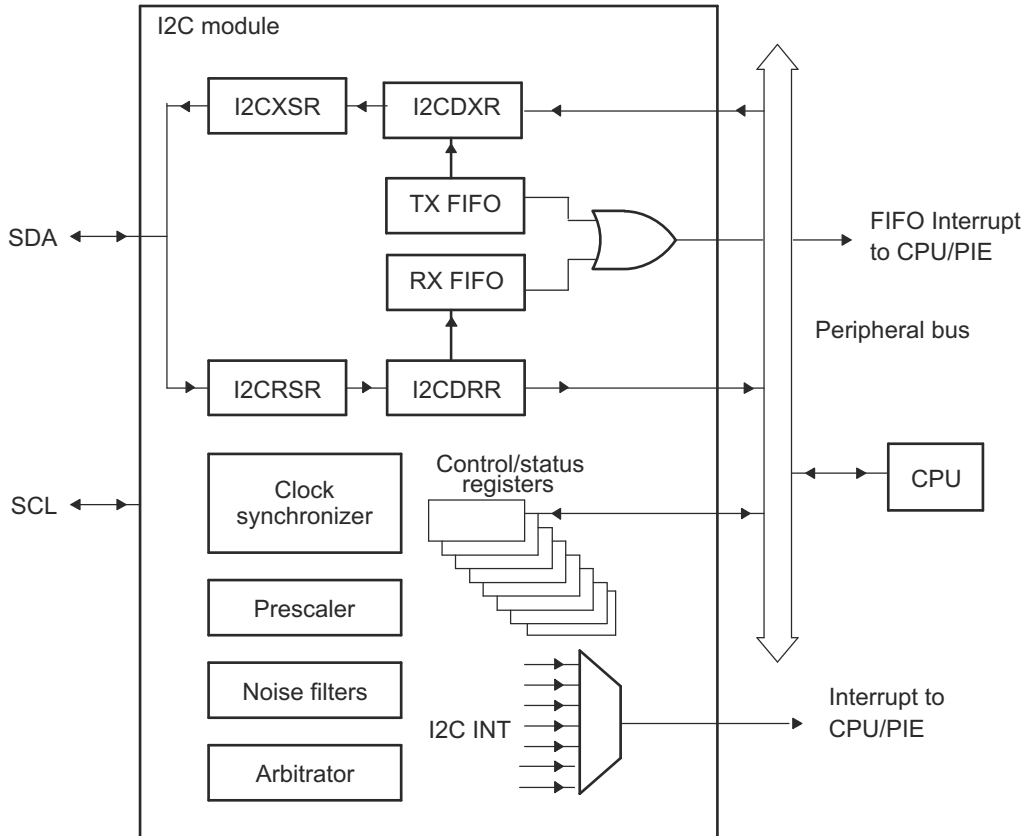 I2C module
I2CXSR
I2CDXR
TX FIFO
SDA
FIFO Interrupt
to CPU/PIE
RX FIFO
Peripheral bus
I2CRSR
I2CDRR
Control/status
registers
CPU
SCL
Clock
synchronizer
Prescaler
Noise filters
I2C INT
Interrupt to
CPU/PIE
Arbitrator